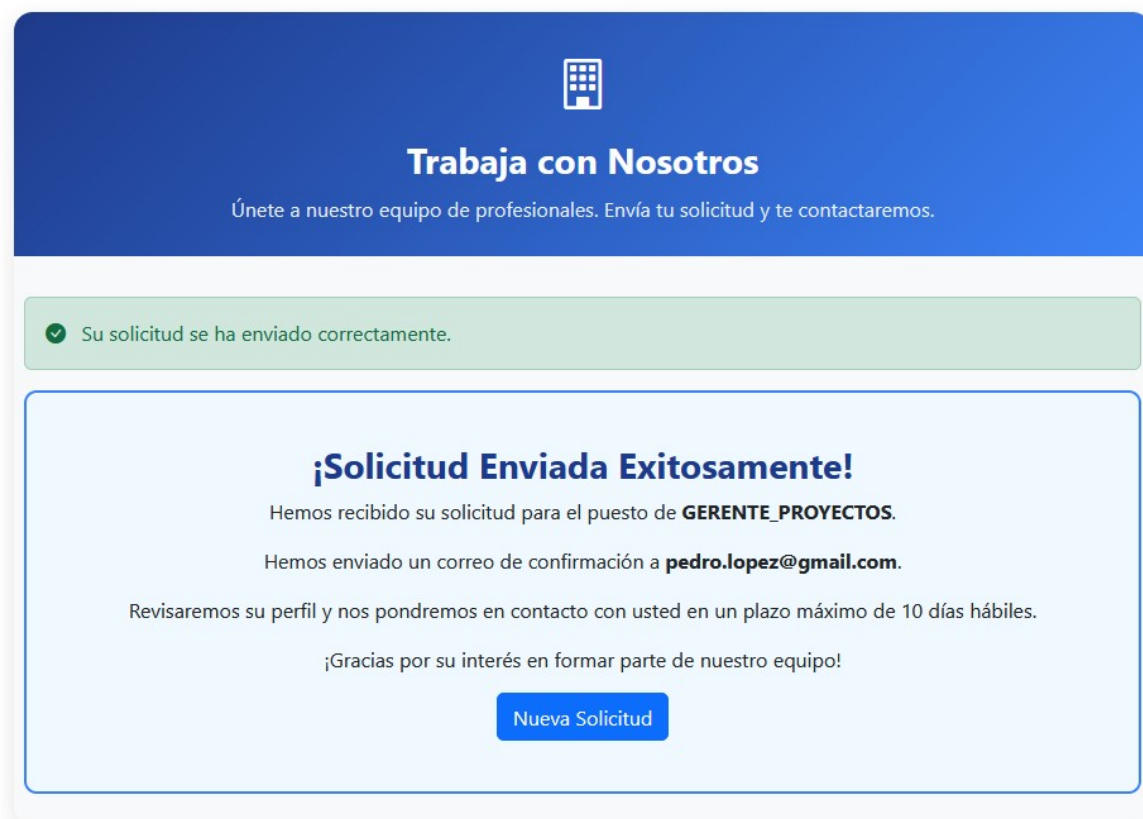 Trabaja con Nosotros
Únete a nuestro equipo de profesionales. Envía tu solicitud y te contactaremos.
Su solicitud se ha enviado correctamente.
¡Solicitud Enviada Exitosamente!
Hemos recibido su solicitud para el puesto de GERENTE_PROYECTOS.
Hemos enviado un correo de confirmación a pedro.lopez@gmail.com.
Revisaremos su perfil y nos pondremos en contacto con usted en un plazo máximo de 10 días hábiles.
¡Gracias por su interés en formar parte de nuestro equipo!
Nueva Solicitud